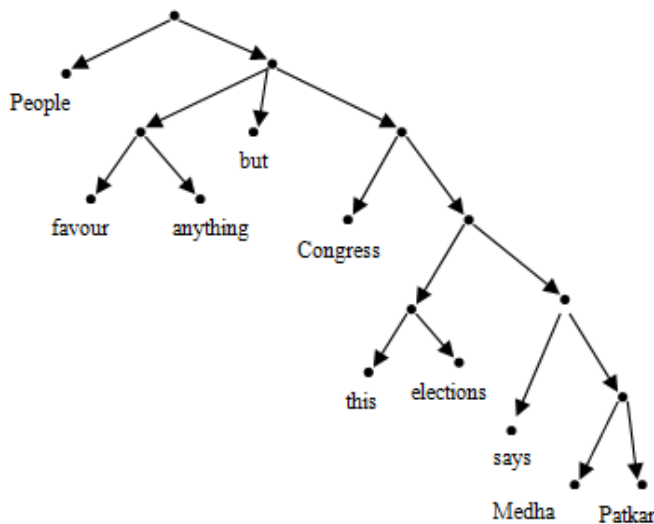 People
but
favour
anything
Congress
this
elections
says
Medha
Patkar